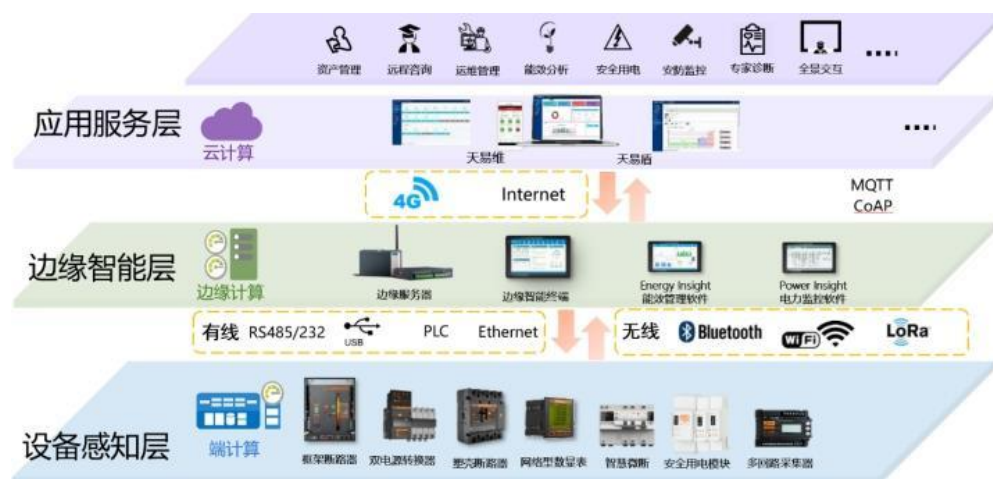 资产管理 远程咨询 运维管理 能效分析 安全用电 安防监控 专家诊断 全景交互
应用服务层
云计算
天易维 天易盾
4G Internet
MQTT
CoAP
边缘智能层
边缘计算
边缘服务器 边缘智能终端
Energy Insight
能效管理软件
Power Insight
电力监控软件
有线 RS485/232 USB PLC Ethernet
无线 Bluetooth WiFi LoRa
设备感知层
端计算
框架断路器 双电源转换器 塑壳断路器 网络型数显表 智慧微断 安全用电模块 多回路采集器